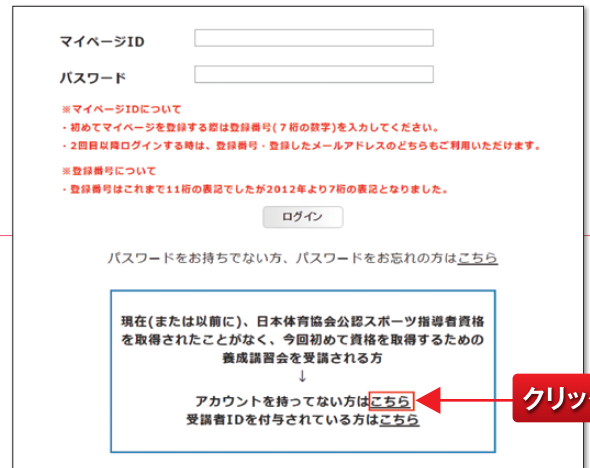 マイページID
パスワード
※マイページIDについて
・初めてマイページを登録する際は登録番号(７桁の数字)を入力してください。
・2回目以降ログインする時は、登録番号・登録したメールアドレスのどちらもご利用いただけます。
※登録番号について
・登録番号はこれまで11桁の表記でしたが2012年より7桁の表記となりました。
ログイン
パスワードをお持ちでない方、パスワードをお忘れの方はこちら
現在(または以前に)、日本体育協会公認スポーツ指導者資格
を取得されたことがなく、今回初めて資格を取得するための
養成講習会を受講される方
↓
アカウントを持ってない方はこちら
受講者IDを付与されている方はこちら
クリッ